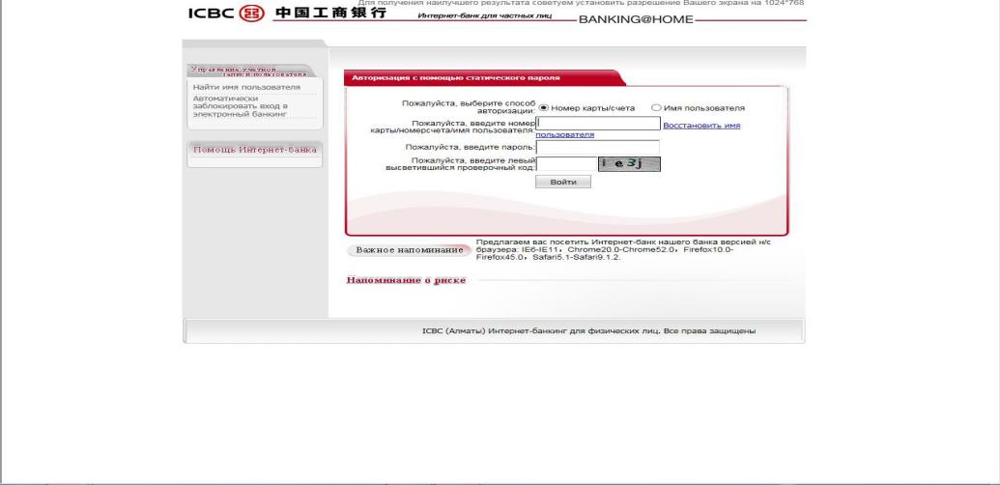 Для получения наилучшего результата советуем установить разрешение Вашего экрана на 1024*768
ICBC 中国工商银行 Интернет-банк для частных лиц BANKING@HOME
Управление учетной
записи пользователя
Найти имя пользователя
Автоматически
заблокировать вход в
электронный банкинг
Помощь Интернет-банка
Авторизация с помощью статического пароля
Пожалуйста, выберите способ
авторизации: Номер карты/счета Имя пользователя
Пожалуйста, введите номер
карты/номерсчета/имя пользователя: Восстановить имя
пользователя
Пожалуйста, введите пароль:
Пожалуйста, введите левый
высветившийся проверочный код: ie3j
Войти
Важное напоминание
Предлагаем вас посетить Интернет-банк нашего банка версией н/с
браузера: IE6-IE11，Chrome20.0-Chrome52.0，Firefox10.0-
Firefox45.0，Safari5.1-Safari9.1.2.
Напоминание о риске
ICBC (Алматы) Интернет-банкинг для физических лиц. Все права защищены